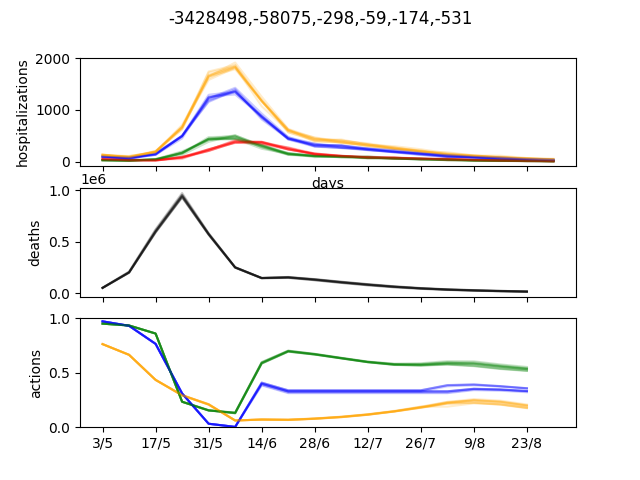 -3428498,-58075,-298,-59,-174,-531
2000
1000
0
hospitalizations
days
1e6
1.0
0.5
0.0
deaths
1.0
0.5
0.0
actions
3/5 17/5 31/5 14/6 28/6 12/7 26/7 9/8 23/8